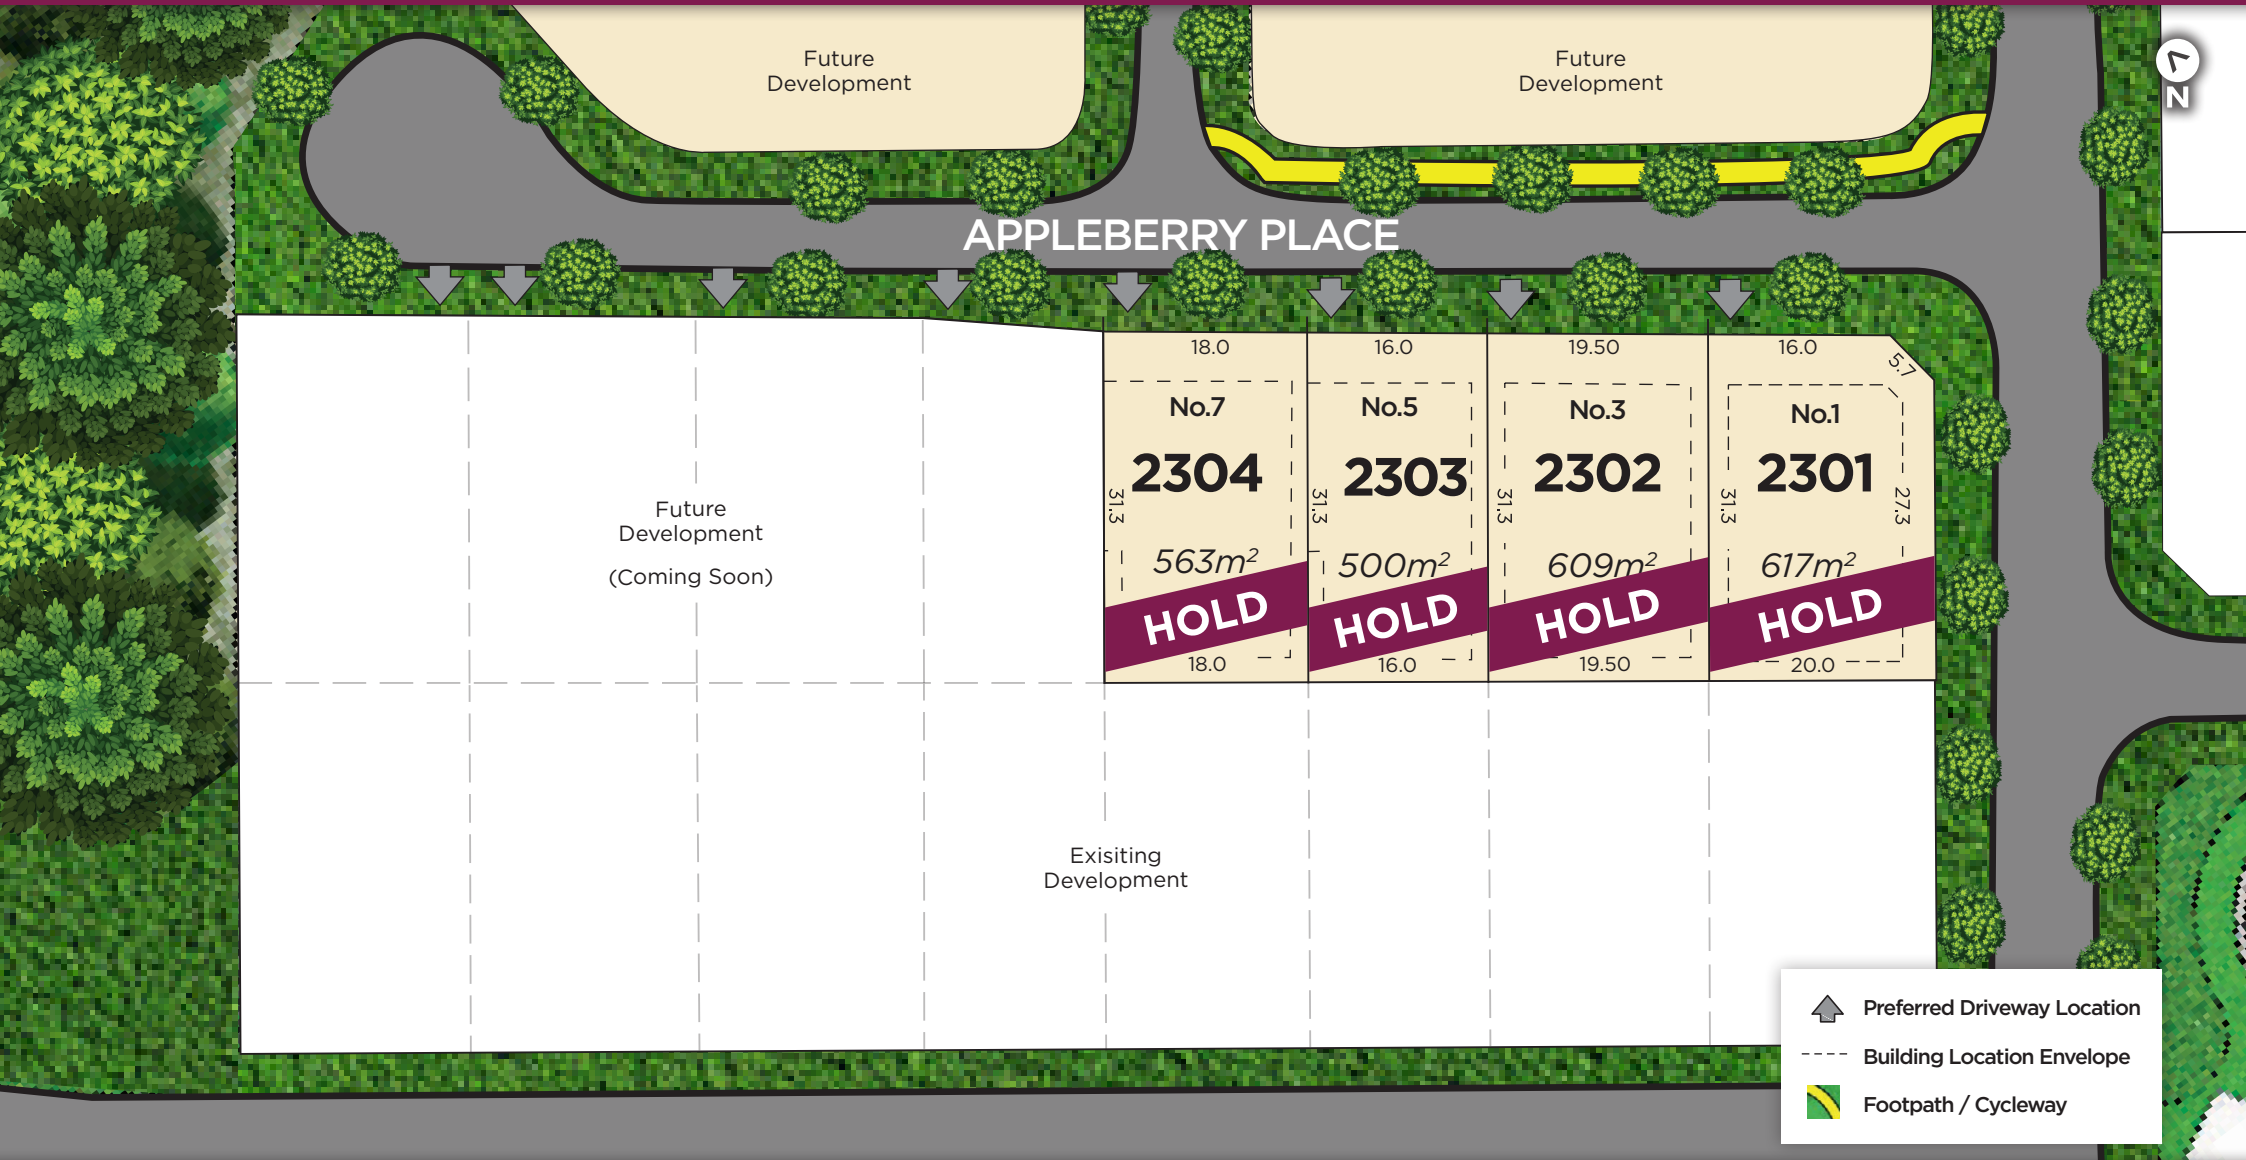 Future
Development
Future
Development
N
APPLEBERRY PLACE
18.0
16.0
19.50
16.0
5.7
No.7
No.5
No.3
No.1
2304
2303
2302
2301
31.3
31.3
31.3
31.3
27.3
563m²
500m²
609m²
617m²
HOLD
HOLD
HOLD
HOLD
18.0
16.0
19.50
20.0
Future
Development
(Coming Soon)
Exisiting
Development
Preferred Driveway Location
Building Location Envelope
Footpath / Cycleway